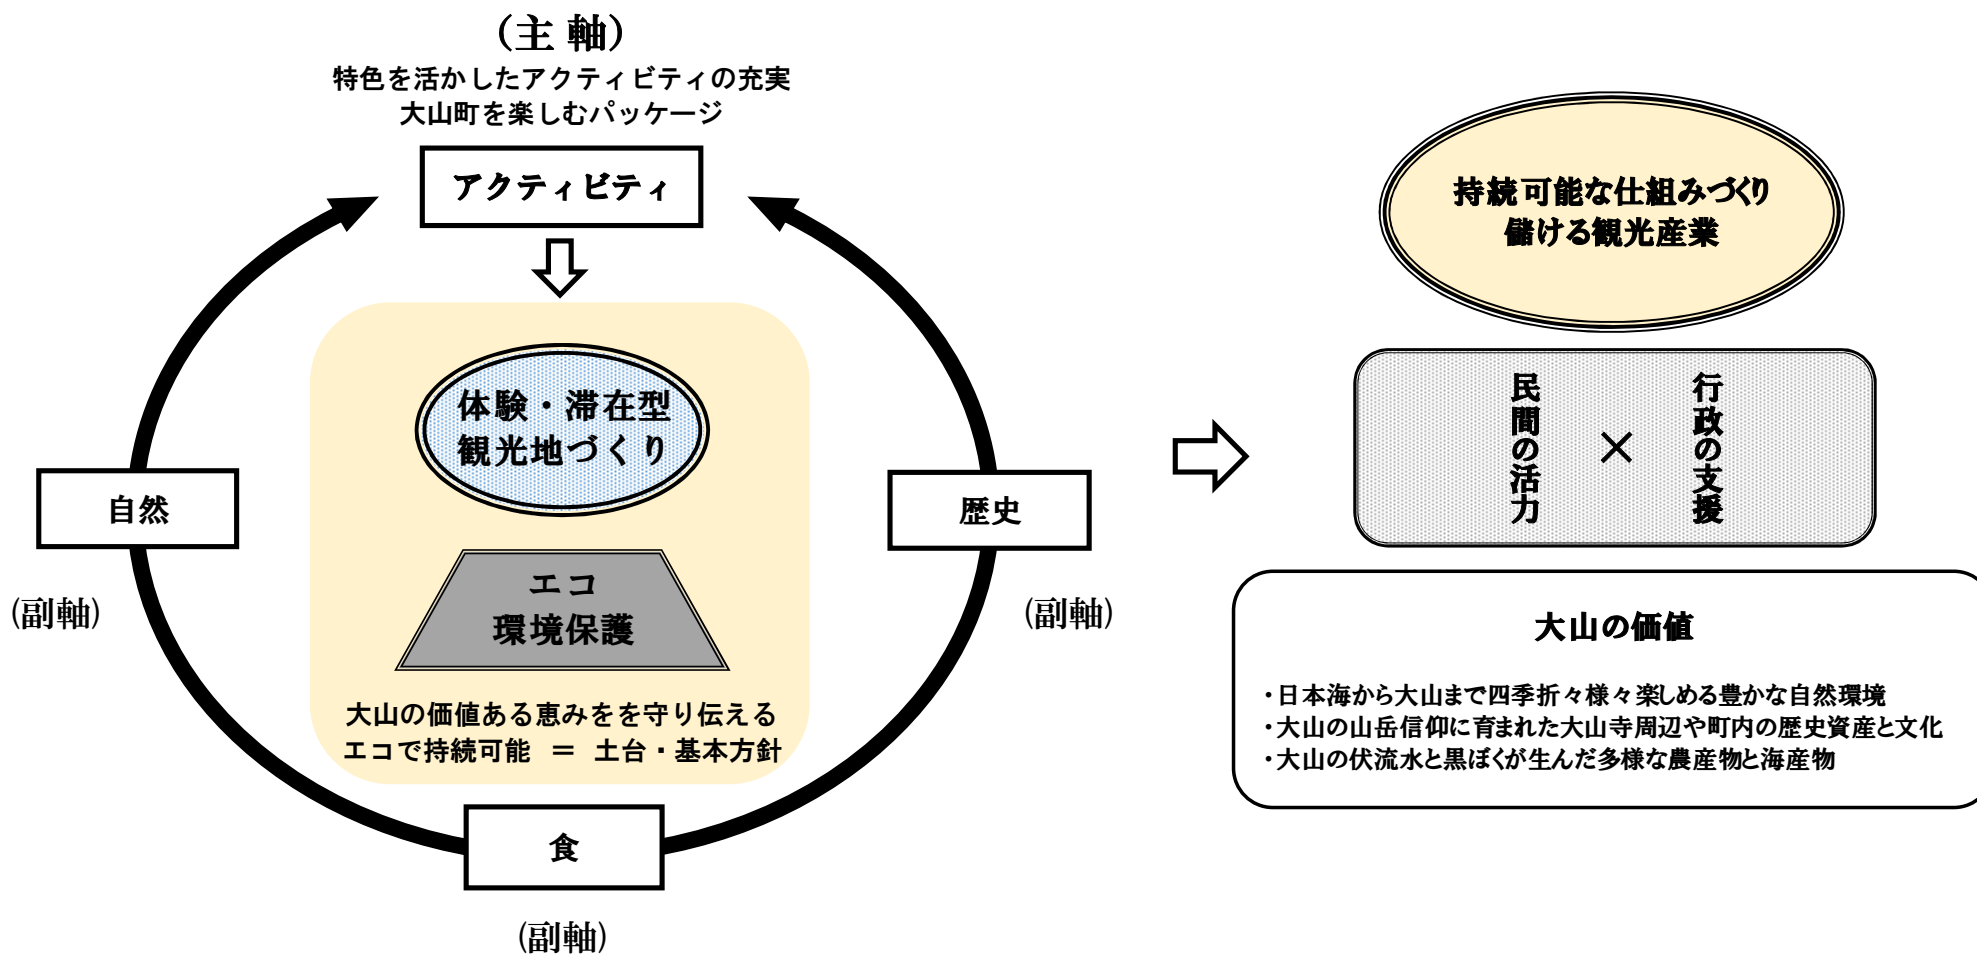 (主 軸)
特色を活かしたアクティビティの充実
大山町を楽しむパッケージ
アクティビティ
体験・滞在型
観光地づくり
エコ
環境保護
大山の価値ある恵みをを守り伝える
エコで持続可能 ＝ 土台・基本方針
自然
(副軸)
歴史
(副軸)
食
(副軸)
持続可能な仕組みづくり
儲ける観光産業
民間の活力
×
行政の支援
大山の価値
・日本海から大山まで四季折々様々楽しめる豊かな自然環境
・大山の山岳信仰に育まれた大山寺周辺や町内の歴史資産と文化
・大山の伏流水と黒ぼくが生んだ多様な農産物と海産物